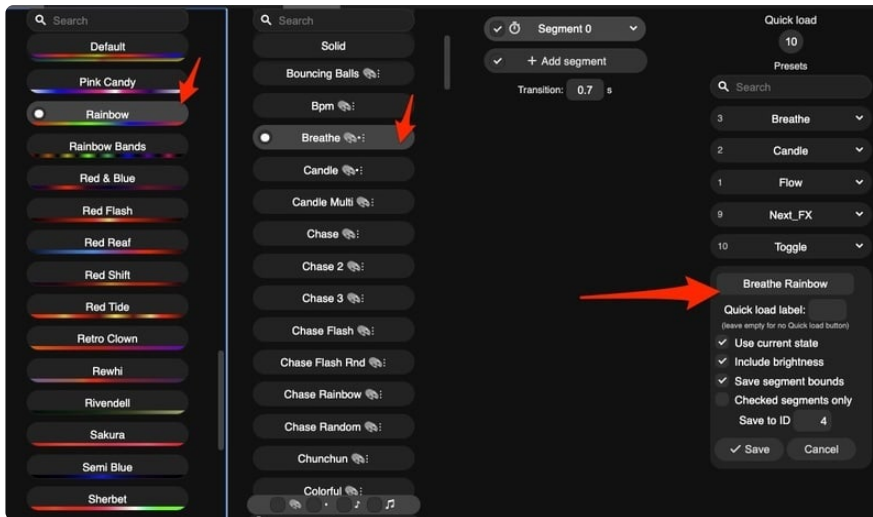 Search
Default
Pink Candy
Rainbow
Rainbow Bands
Red & Blue
Red Flash
Red Reaf
Red Shift
Red Tide
Retro Clown
Rewhi
Rivendell
Sakura
Semi Blue
Sherbet
Search
Solid
Bouncing Balls
Bpm
Breathe
Candle
Candle Multi
Chase
Chase 2
Chase 3
Chase Flash
Chase Flash Rnd
Chase Rainbow
Chase Random
Chunchun
Colorful
Segment 0
+ Add segment
Transition: 0.7 s
Quick load
10
Presets
Search
3 Breathe
2 Candle
1 Flow
9 Next_FX
10 Toggle
Breathe Rainbow
Quick load label:
(leave empty for no Quick load button)
Use current state
Include brightness
Save segment bounds
Checked segments only
Save to ID 4
Save Cancel